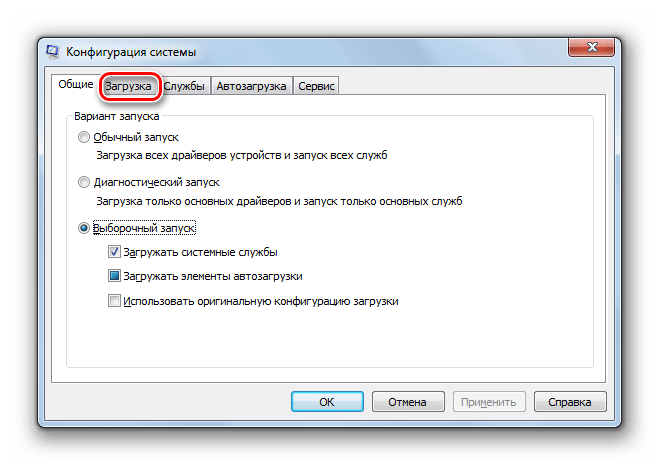 Конфигурация системы
Общие Загрузка Службы Автозагрузка Сервис
Вариант запуска
Обычный запуск
Загрузка всех драйверов устройств и запуск всех служб
Диагностический запуск
Загрузка только основных драйверов и запуск только основных служб
Выборочный запуск
Загружать системные службы
Загружать элементы автозагрузки
Использовать оригинальную конфигурацию загрузки
ОК Отмена Применить Справка